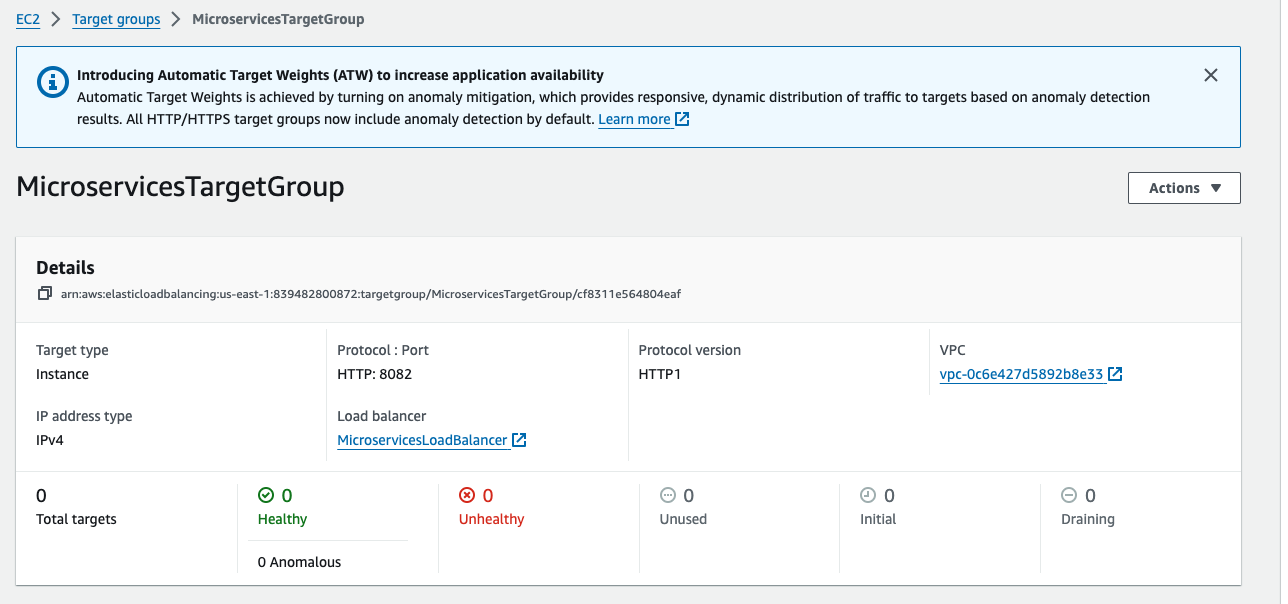 EC2 > Target groups > MicroservicesTargetGroup
Introducing Automatic Target Weights (ATW) to increase application availability
Automatic Target Weights is achieved by turning on anomaly mitigation, which provides responsive, dynamic distribution of traffic to targets based on anomaly detection
results. All HTTP/HTTPS target groups now include anomaly detection by default. Learn more
MicroservicesTargetGroup
Actions
Details
arn:aws:elasticloadbalancing:us-east-1:839482800872:targetgroup/MicroservicesTargetGroup/cf8311e564804eaf
Target type
Instance
Protocol : Port
HTTP: 8082
Protocol version
HTTP1
VPC
vpc-0c6e427d5892b8e33
IP address type
IPv4
Load balancer
MicroservicesLoadBalancer
0
Total targets
0
Healthy
0 Anomalous
0
Unhealthy
0
Unused
0
Initial
0
Draining